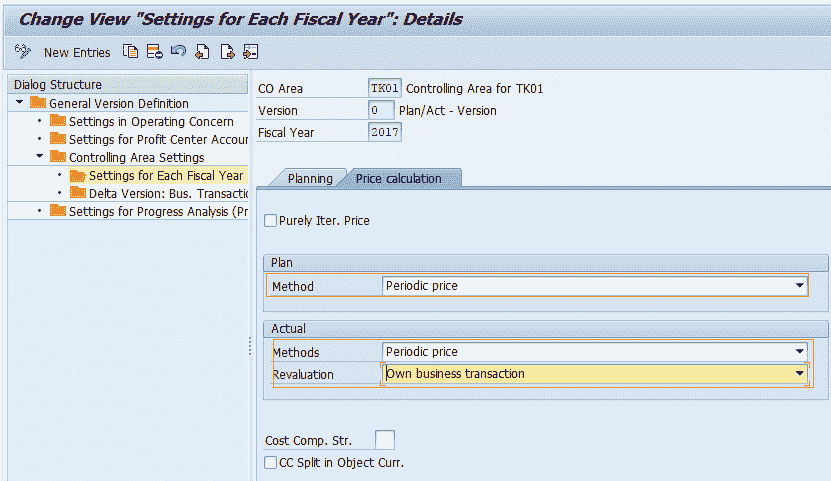 Change View "Settings for Each Fiscal Year": Details
New Entries
Dialog Structure
General Version Definition
Settings in Operating Concern
Settings for Profit Center Accour
Controlling Area Settings
Settings for Each Fiscal Year
Delta Version: Bus. Transactio
Settings for Progress Analysis (Pr
CO Area TK01 Controlling Area for TK01
Version 0 Plan/Act - Version
Fiscal Year 2017
Planning Price calculation
Purely Iter. Price
Plan
Method Periodic price
Actual
Methods Periodic price
Revaluation Own business transaction
Cost Comp. Str.
CC Split in Object Curr.